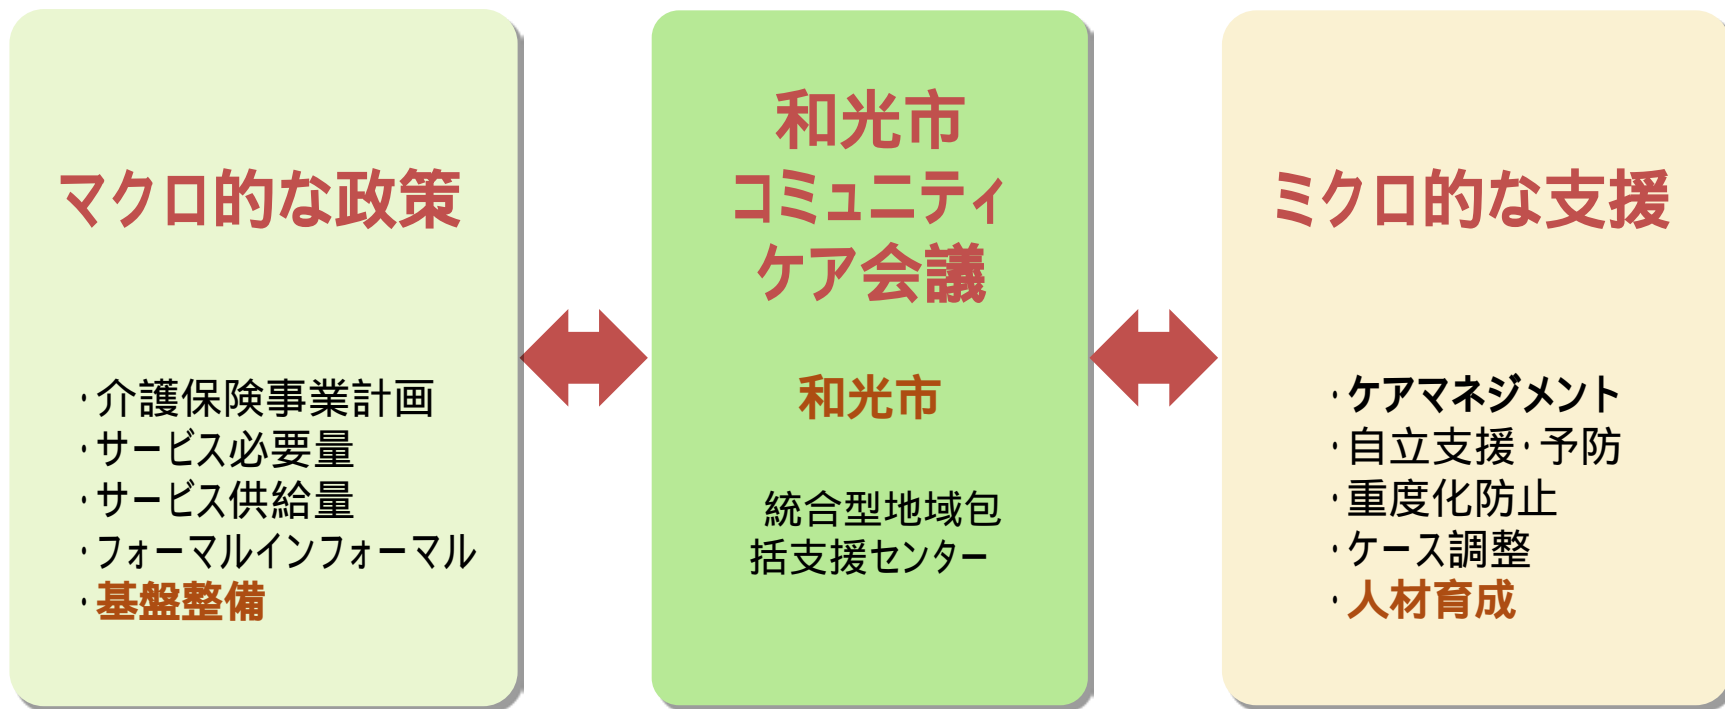 マクロ的な政策
・介護保険事業計画
・サービス必要量
・サービス供給量
・フォーマルインフォーマル
・基盤整備
和光市
コミュニティ
ケア会議
和光市
統合型地域包
括支援センター
ミクロ的な支援
・ケアマネジメント
・自立支援・予防
・重度化防止
・ケース調整
・人材育成